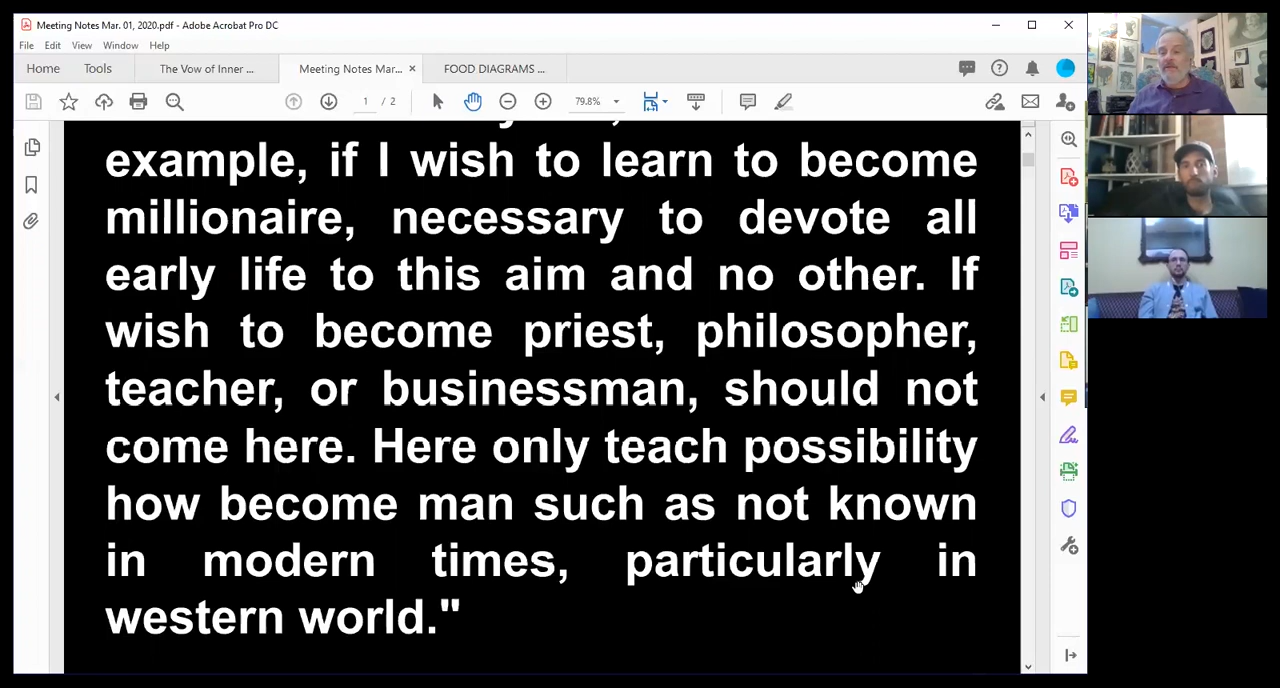 Meeting Notes Mar. 01, 2020.pdf - Adobe Acrobat Pro DC
File Edit View Window Help
Home Tools The Vow of Inner ... Meeting Notes Mar... × FOOD DIAGRAMS ...
1 / 2 79.8%
example, if I wish to learn to become
millionaire, necessary to devote all
early life to this aim and no other. If
wish to become priest, philosopher,
teacher, or businessman, should not
come here. Here only teach possibility
how become man such as not known
in modern times, particularly in
western world."